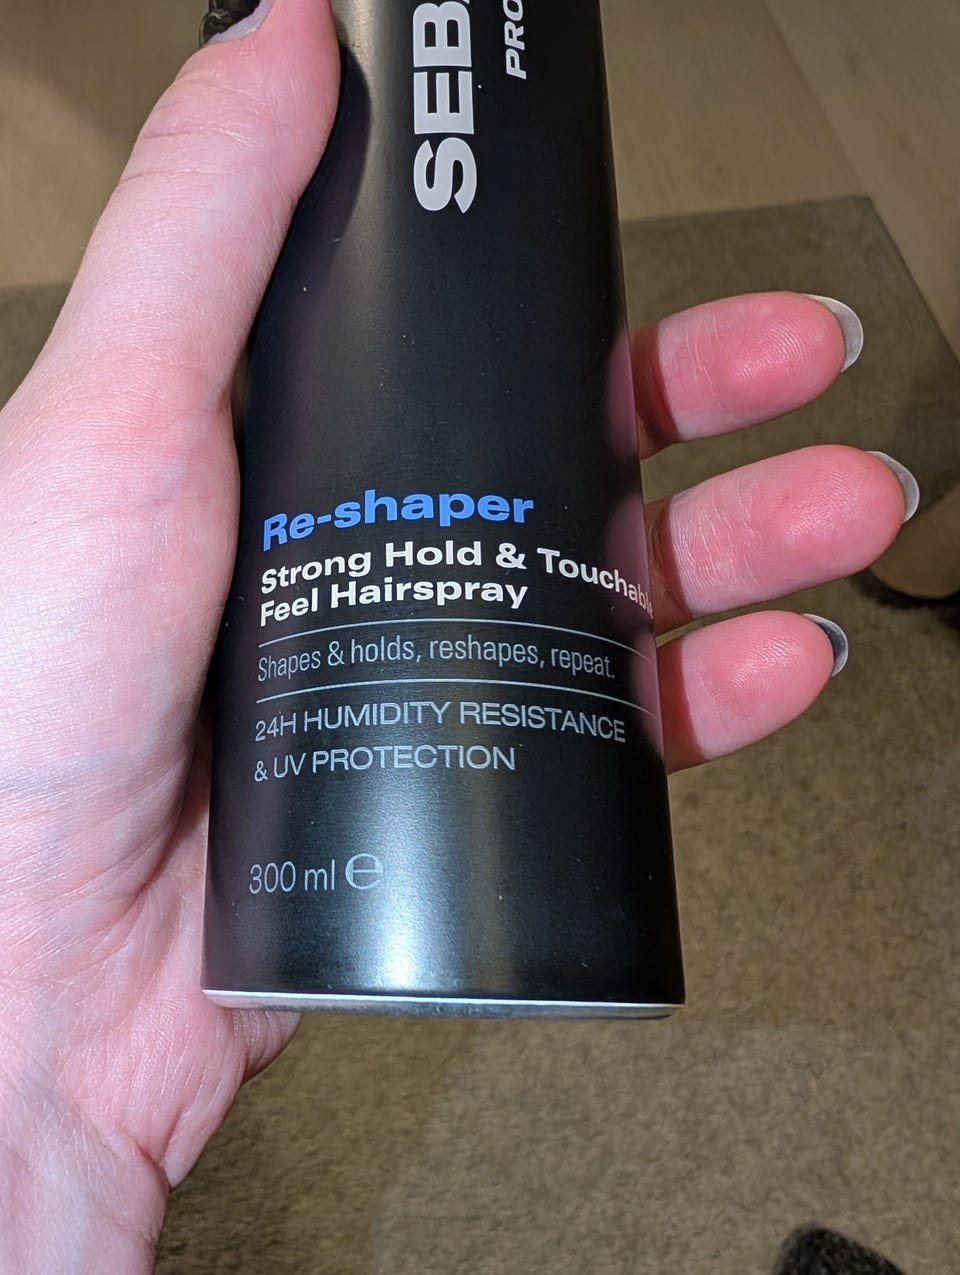 SEB
PRO
Re-shaper
Strong Hold & Touchable
Feel Hairspray
Shapes & holds, reshapes, repeat.
24H HUMIDITY RESISTANCE
& UV PROTECTION
300 ml ℮